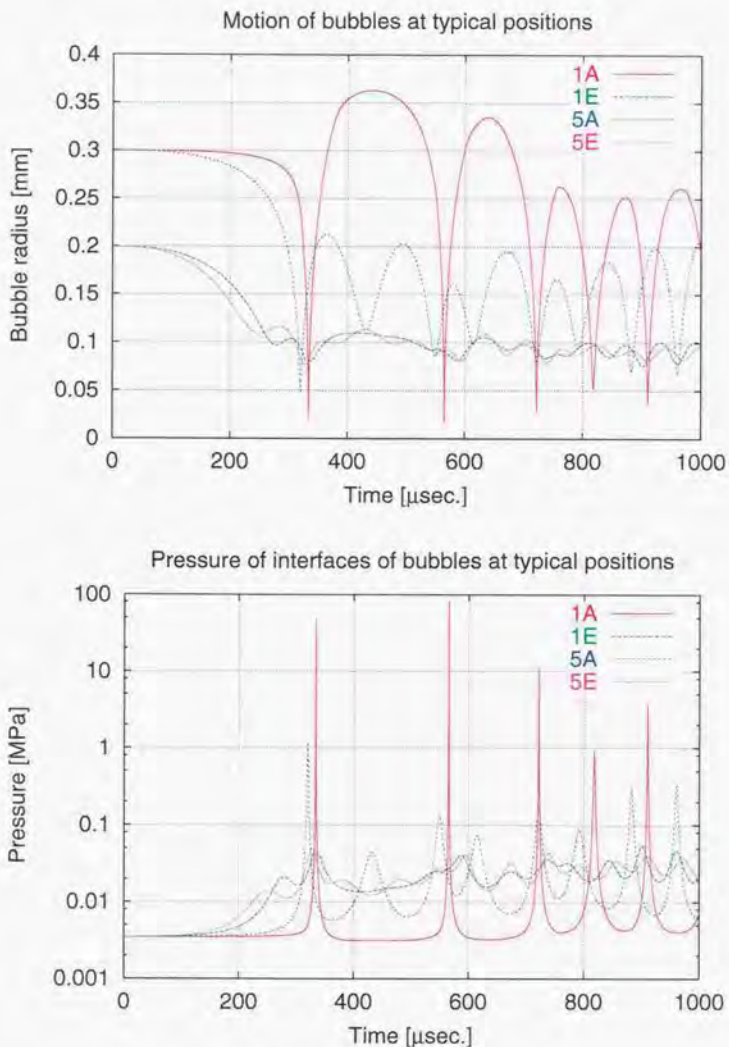 Motion of bubbles at typical positions
0.4
0.35
0.3
0.25
0.2
0.15
0.1
0.05
0
Bubble radius [mm]
1A
1E
5A
5E
0 200 400 600 800 1000
Time [μsec.]
Pressure of interfaces of bubbles at typical positions
100
10
1
0.1
0.01
0.001
Pressure [MPa]
1A
1E
5A
5E
0 200 400 600 800 1000
Time [μsec.]